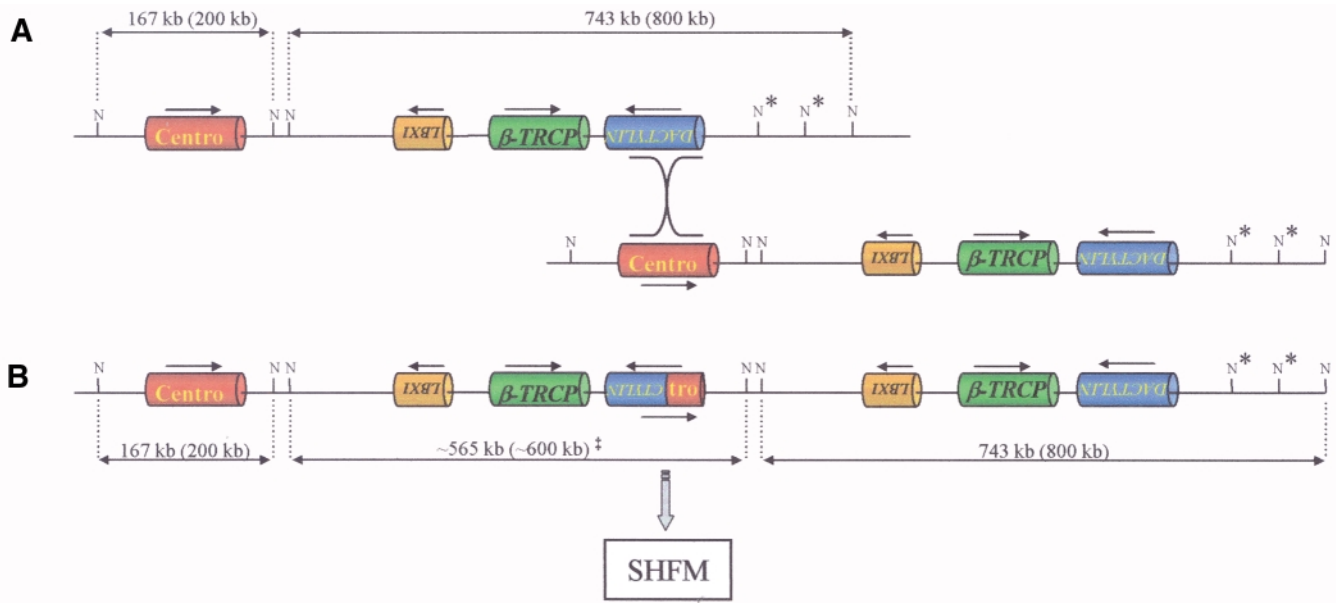 A
167 kb (200 kb) 743 kb (800 kb)
N N N N* N* N
Centro LBX1 β-TRCP DACTYLIN
N N N N* N* N
Centro LBX1 β-TRCP DACTYLIN
B
N N N N N N* N* N
Centro LBX1 β-TRCP CTYLIN tro LBX1 β-TRCP DACTYLIN
167 kb (200 kb) ~565 kb (~600 kb) ‡ 743 kb (800 kb)
SHFM